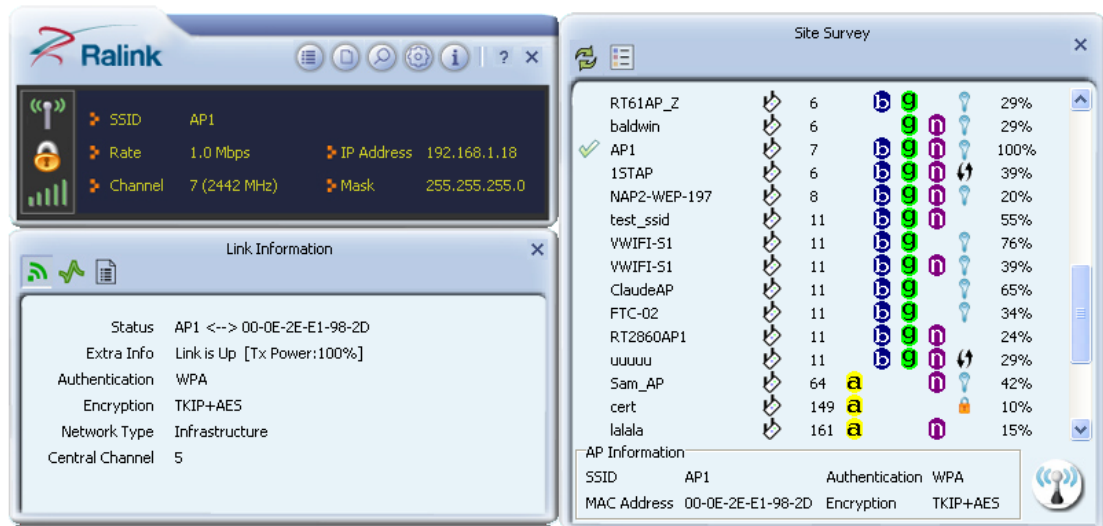 Ralink
? ×
SSID AP1
Rate 1.0 Mbps IP Address 192.168.1.18
Channel 7 (2442 MHz) Mask 255.255.255.0
Link Information ×
Status AP1 <--> 00-0E-2E-E1-98-2D
Extra Info Link is Up [Tx Power:100%]
Authentication WPA
Encryption TKIP+AES
Network Type Infrastructure
Central Channel 5
Site Survey ×
RT61AP_Z 6 b g 29%
baldwin 6 g n 29%
AP1 7 b g n 100%
1STAP 6 b g n 39%
NAP2-WEP-197 8 b g n 20%
test_ssid 11 b g n 55%
VWIFI-S1 11 b g 76%
VWIFI-S1 11 b g n 39%
ClaudeAP 11 b g 65%
FTC-02 11 b g 34%
RT2860AP1 11 b g n 24%
uuuuu 11 b g n 29%
Sam_AP 64 a n 42%
cert 149 a 10%
lalala 161 a n 15%
AP Information
SSID AP1 Authentication WPA
MAC Address 00-0E-2E-E1-98-2D Encryption TKIP+AES